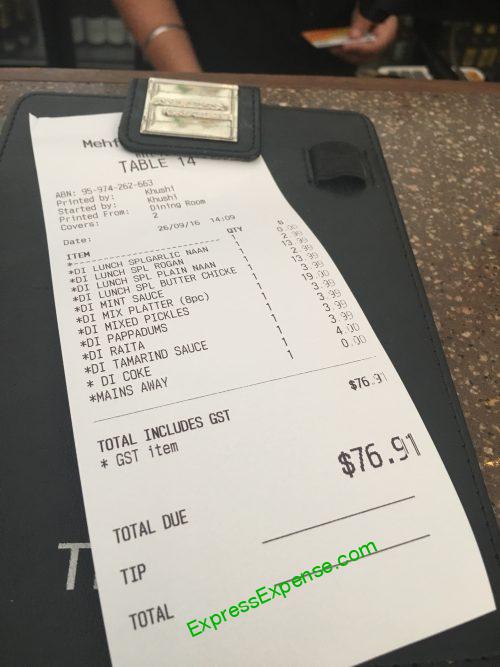 Mehf
TABLE 14
ABN: 95-974-262-663
Printed by: Khushi
Started by: Khushi
Printed From: Dining Room
Covers: 2
Date: 26/09/16 14:09
ITEM QTY $
*DI LUNCH SPLGARLIC NAAN 1 2.99
*DI LUNCH SPL ROGAN 1 13.99
*DI LUNCH SPL PLAIN NAAN 1 2.99
*DI LUNCH SPL BUTTER CHICKE 1 13.99
*DI MINT SAUCE 1 3.99
*DI MIX PLATTER (8pc) 1 19.00
*DI MIXED PICKLES 1 3.99
*DI PAPPADUMS 1 3.99
*DI RAITA 1 3.99
*DI TAMARIND SAUCE 1 3.99
* DI COKE 1 4.00
*MAINS AWAY 1 0.00
TOTAL INCLUDES GST $76.91
* GST item
TOTAL DUE $76.91
TIP
TOTAL
ExpressExpense.com